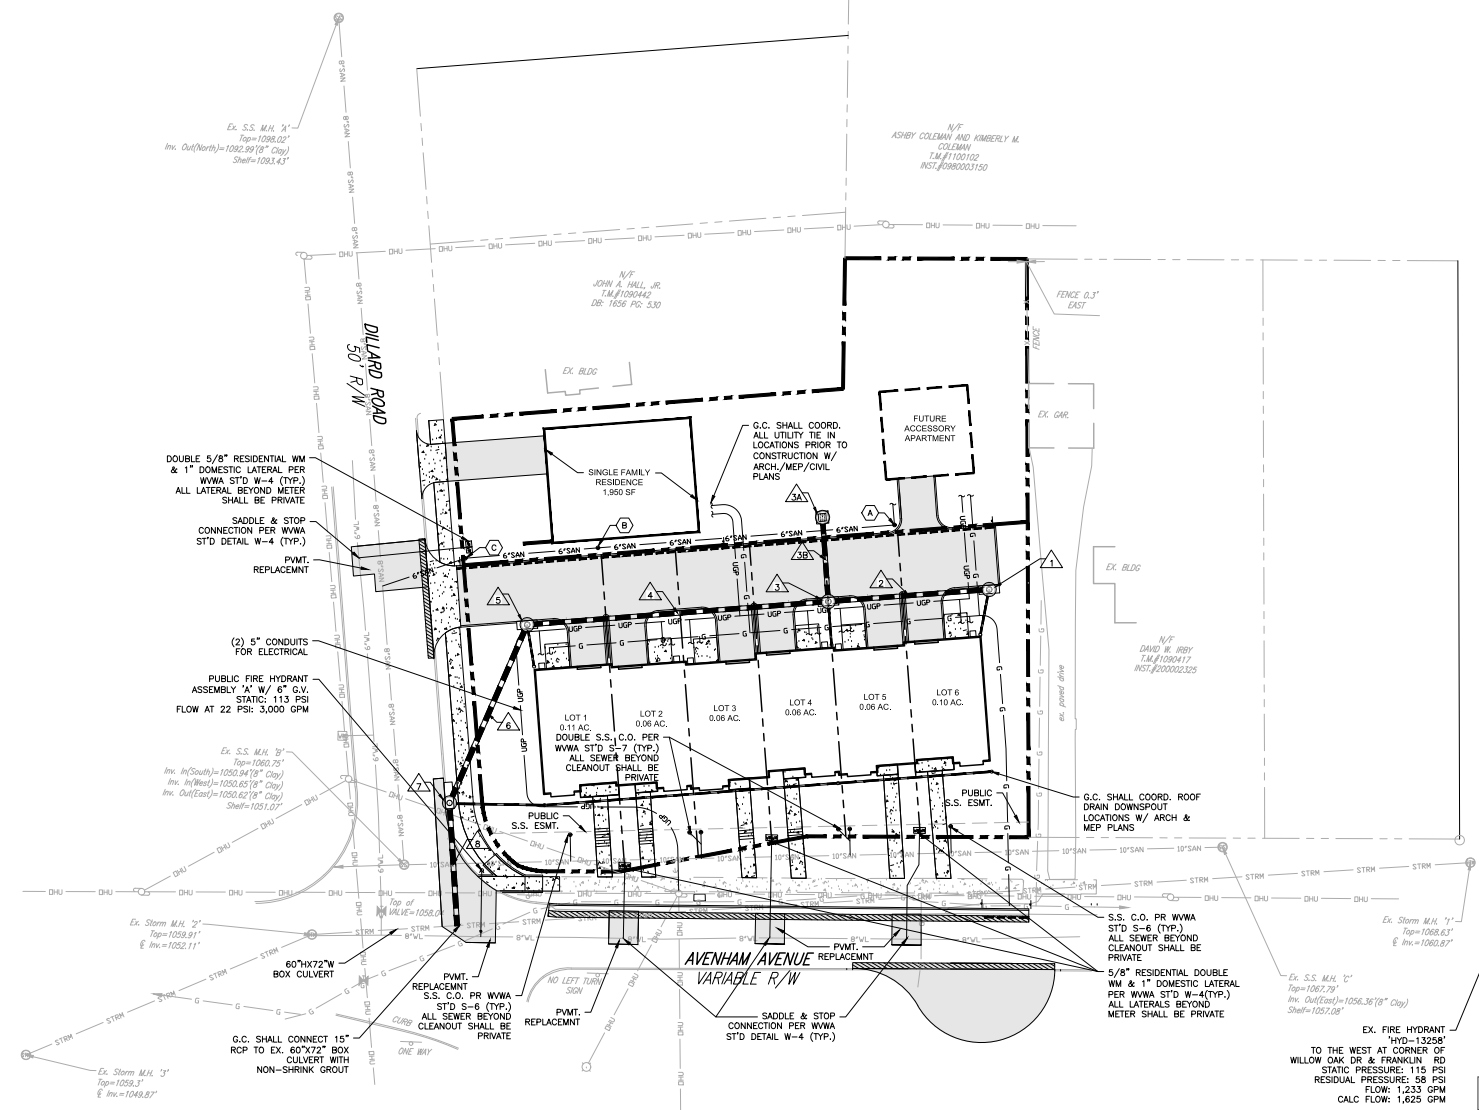 Ex. S.S. M.H. 'A'
Top=1098.02'
Inv. Out(North)=1092.99'(8" Clay)
Shelf=1093.43'
N/F
ASHBY COLEMAN AND KIMBERLY M.
COLEMAN
T.M.#1100102
INST.#0980003150
N/F
JOHN A. HALL, JR.
T.M.#1090442
DB: 1656 PG: 530
FENCE 0.3'
EAST
FENCE
DILLARD ROAD
50' R/W
EX. BLDG
EX. GAR.
FUTURE
ACCESSORY
APARTMENT
G.C. SHALL COORD.
ALL UTILITY TIE IN
LOCATIONS PRIOR TO
CONSTRUCTION W/
ARCH./MEP/CIVIL
PLANS
SINGLE FAMILY
RESIDENCE
1,950 SF
DOUBLE 5/8" RESIDENTIAL WM
& 1" DOMESTIC LATERAL PER
WVWA ST'D W-4 (TYP.)
ALL LATERAL BEYOND METER
SHALL BE PRIVATE
SADDLE & STOP
CONNECTION PER WVWA
ST'D DETAIL W-4 (TYP.)
PVMT.
REPLACEMNT
3A
A
B
C
3B
1
2
3
4
5
6
7
8
EX. BLDG
(2) 5" CONDUITS
FOR ELECTRICAL
PUBLIC FIRE HYDRANT
ASSEMBLY 'A' W/ 6" G.V.
STATIC: 113 PSI
FLOW AT 22 PSI: 3,000 GPM
N/F
DAVID W. IRBY
T.M.#1090417
INST.#200002325
ex. paved drive
LOT 1
0.11 AC.
LOT 2
0.06 AC.
LOT 3
0.06 AC.
LOT 4
0.06 AC.
LOT 5
0.06 AC.
LOT 6
0.10 AC.
DOUBLE S.S. C.O. PER
WVWA ST'D S-7 (TYP.)
ALL SEWER BEYOND
CLEANOUT SHALL BE
PRIVATE
Ex. S.S. M.H. 'B'
Top=1060.75'
Inv. In(South)=1050.94'(8" Clay)
Inv. In(West)=1050.65'(8" Clay)
Inv. Out(East)=1050.62'(8" Clay)
Shelf=1051.07'
PUBLIC
S.S. ESMT.
PUBLIC
S.S. ESMT.
G.C. SHALL COORD. ROOF
DRAIN DOWNSPOUT
LOCATIONS W/ ARCH &
MEP PLANS
Top of
VALVE=1058.0'
Ex. Storm M.H. '2'
Top=1059.91'
℄ Inv.=1052.11'
60"HX72"W
BOX CULVERT
PVMT.
REPLACEMNT
S.S. C.O. PR WVWA
ST'D S-6 (TYP.)
ALL SEWER BEYOND
CLEANOUT SHALL BE
PRIVATE
NO LEFT TURN
SIGN
PVMT.
REPLACEMNT
AVENHAM AVENUE
VARIABLE R/W
PVMT.
REPLACEMNT
SADDLE & STOP
CONNECTION PER WVWA
ST'D DETAIL W-4 (TYP.)
S.S. C.O. PR WVWA
ST'D S-6 (TYP.)
ALL SEWER BEYOND
CLEANOUT SHALL BE
PRIVATE
5/8" RESIDENTIAL DOUBLE
WM & 1" DOMESTIC LATERAL
PER WVWA ST'D W-4(TYP.)
ALL LATERALS BEYOND
METER SHALL BE PRIVATE
Ex. Storm M.H. '1'
Top=1068.63'
℄ Inv.=1060.87'
Ex. S.S. M.H. 'C'
Top=1067.79'
Inv. Out(East)=1056.36'(8" Clay)
Shelf=1057.08'
G.C. SHALL CONNECT 15"
RCP TO EX. 60"X72" BOX
CULVERT WITH
NON-SHRINK GROUT
CURB
ONE WAY
Ex. Storm M.H. '3'
Top=1059.3'
℄ Inv.=1049.87'
EX. FIRE HYDRANT
'HYD-13258'
TO THE WEST AT CORNER OF
WILLOW OAK DR & FRANKLIN RD
STATIC PRESSURE: 115 PSI
RESIDUAL PRESSURE: 58 PSI
FLOW: 1,233 GPM
CALC FLOW: 1,625 GPM